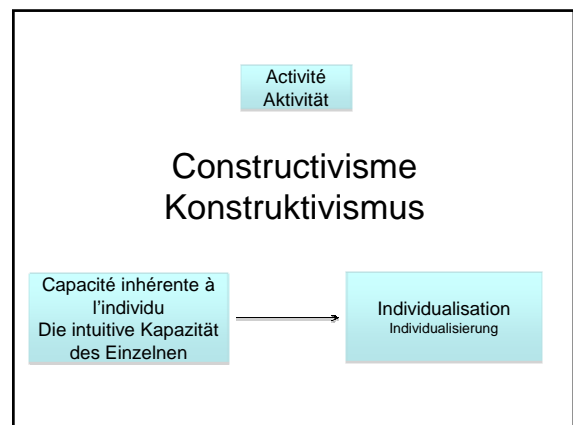 Activité
Aktivität
Constructivisme
Konstruktivismus
Capacité inhérente à
l’individu
Die intuitive Kapazität
des Einzelnen
Individualisation
Individualisierung